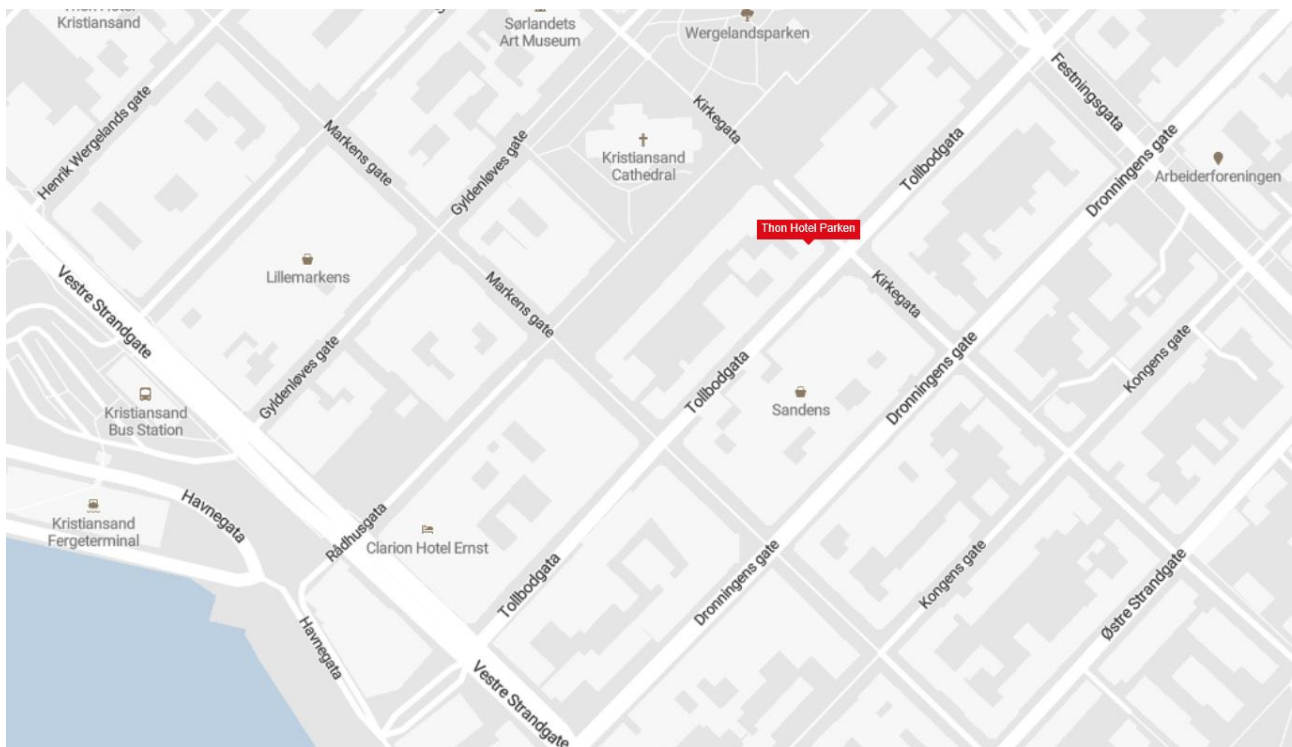 Thon Hotel
Kristiansand
Sørlandets
Art Museum
Wergelandsparken
Festningsgata
Henrik Wergelands gate
Markens gate
Gyldenløves gate
Kirkegata
Kristiansand
Cathedral
Tollbodgata
Dronningens gate
Arbeiderforeningen
Thon Hotel Parken
Lillemarkens
Vestre Strandgate
Markens gate
Kirkegata
Gyldenløves gate
Tollbodgata
Dronningens gate
Kongens gate
Kristiansand
Bus Station
Sandens
Havnegata
Kristiansand
Fergeterminal
Rådhusgata
Clarion Hotel Ernst
Tollbodgata
Dronningens gate
Kongens gate
Østre Strandgate
Havnegata
Vestre Strandgate